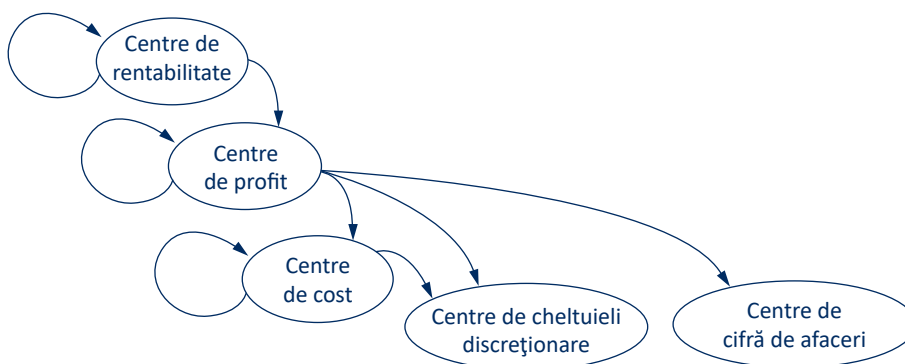 Centre de
rentabilitate
Centre
de profit
Centre
de cost
Centre de cheltuieli
discreţionare
Centre de
cifră de afaceri